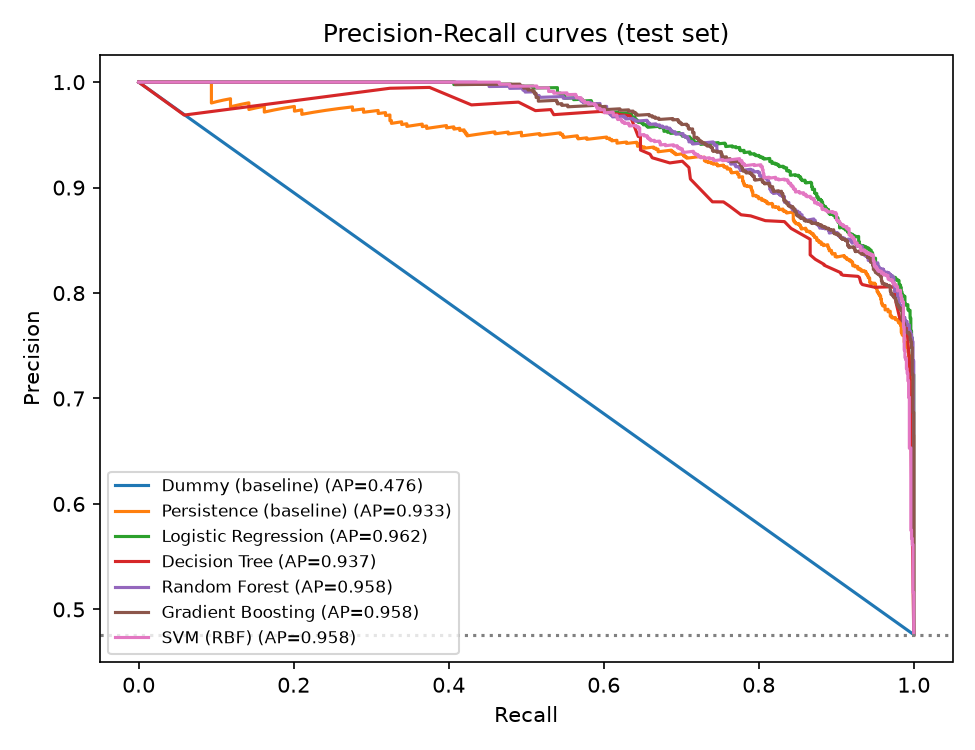 Precision-Recall curves (test set)
Precision
1.0
0.9
0.8
0.7
0.6
0.5
Dummy (baseline) (AP=0.476)
Persistence (baseline) (AP=0.933)
Logistic Regression (AP=0.962)
Decision Tree (AP=0.937)
Random Forest (AP=0.958)
Gradient Boosting (AP=0.958)
SVM (RBF) (AP=0.958)
0.0 0.2 0.4 0.6 0.8 1.0
Recall